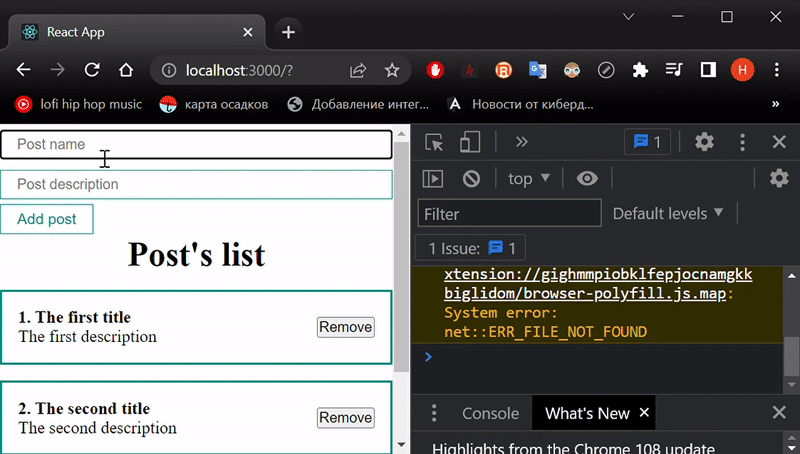 React App
localhost:3000/?
H
lofi hip hop music
карта осадков
Добавление интег...
Новости от киберд...
»
Post name
Post description
Add post
Post's list
1. The first title
The first description
Remove
2. The second title
The second description
Remove
» 1
top
Filter
Default levels
1 Issue: 1
xtension://gighmmpiobklfepjocnamgkk
biglidom/browser-polyfill.js.map:
System error:
net::ERR_FILE_NOT_FOUND
>
Console
What's New
Highlights from the Chrome 108 update